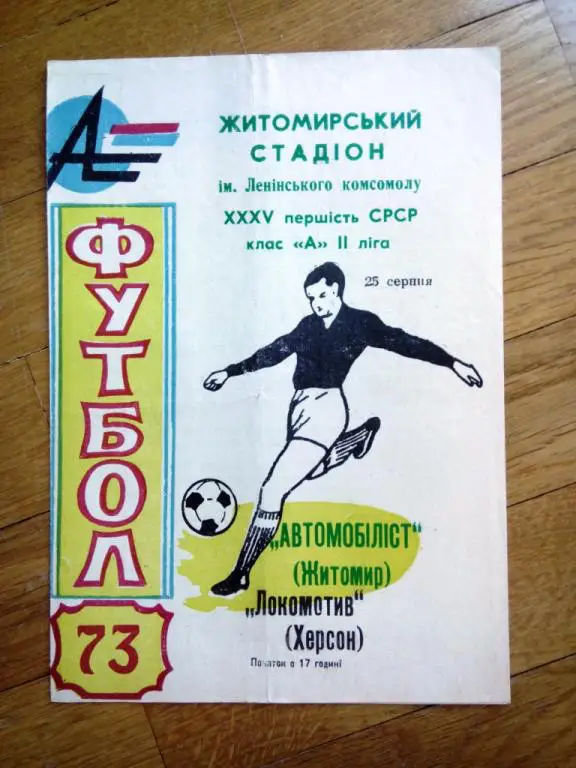 ЖИТОМИРСЬКИЙ
СТАДІОН
ім. Ленінського комсомолу
XXXV першість СРСР
клас «А» II ліга
25 серпня
ФУТБОЛ
73
„АВТОМОБІЛІСТ"
(Житомир)
„ЛОКОМОТИВ"
(Херсон)
Початок о 17 годині